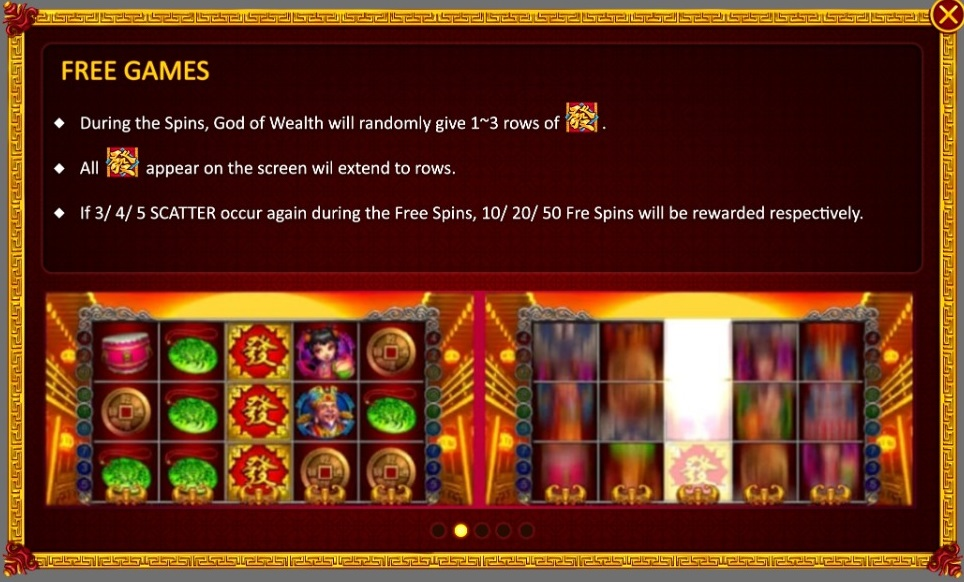 FREE GAMES
During the Spins, God of Wealth will randomly give 1~3 rows of 發.
All 發 appear on the screen wil extend to rows.
If 3/ 4/ 5 SCATTER occur again during the Free Spins, 10/ 20/ 50 Fre Spins will be rewarded respectively.
發
發
發
發